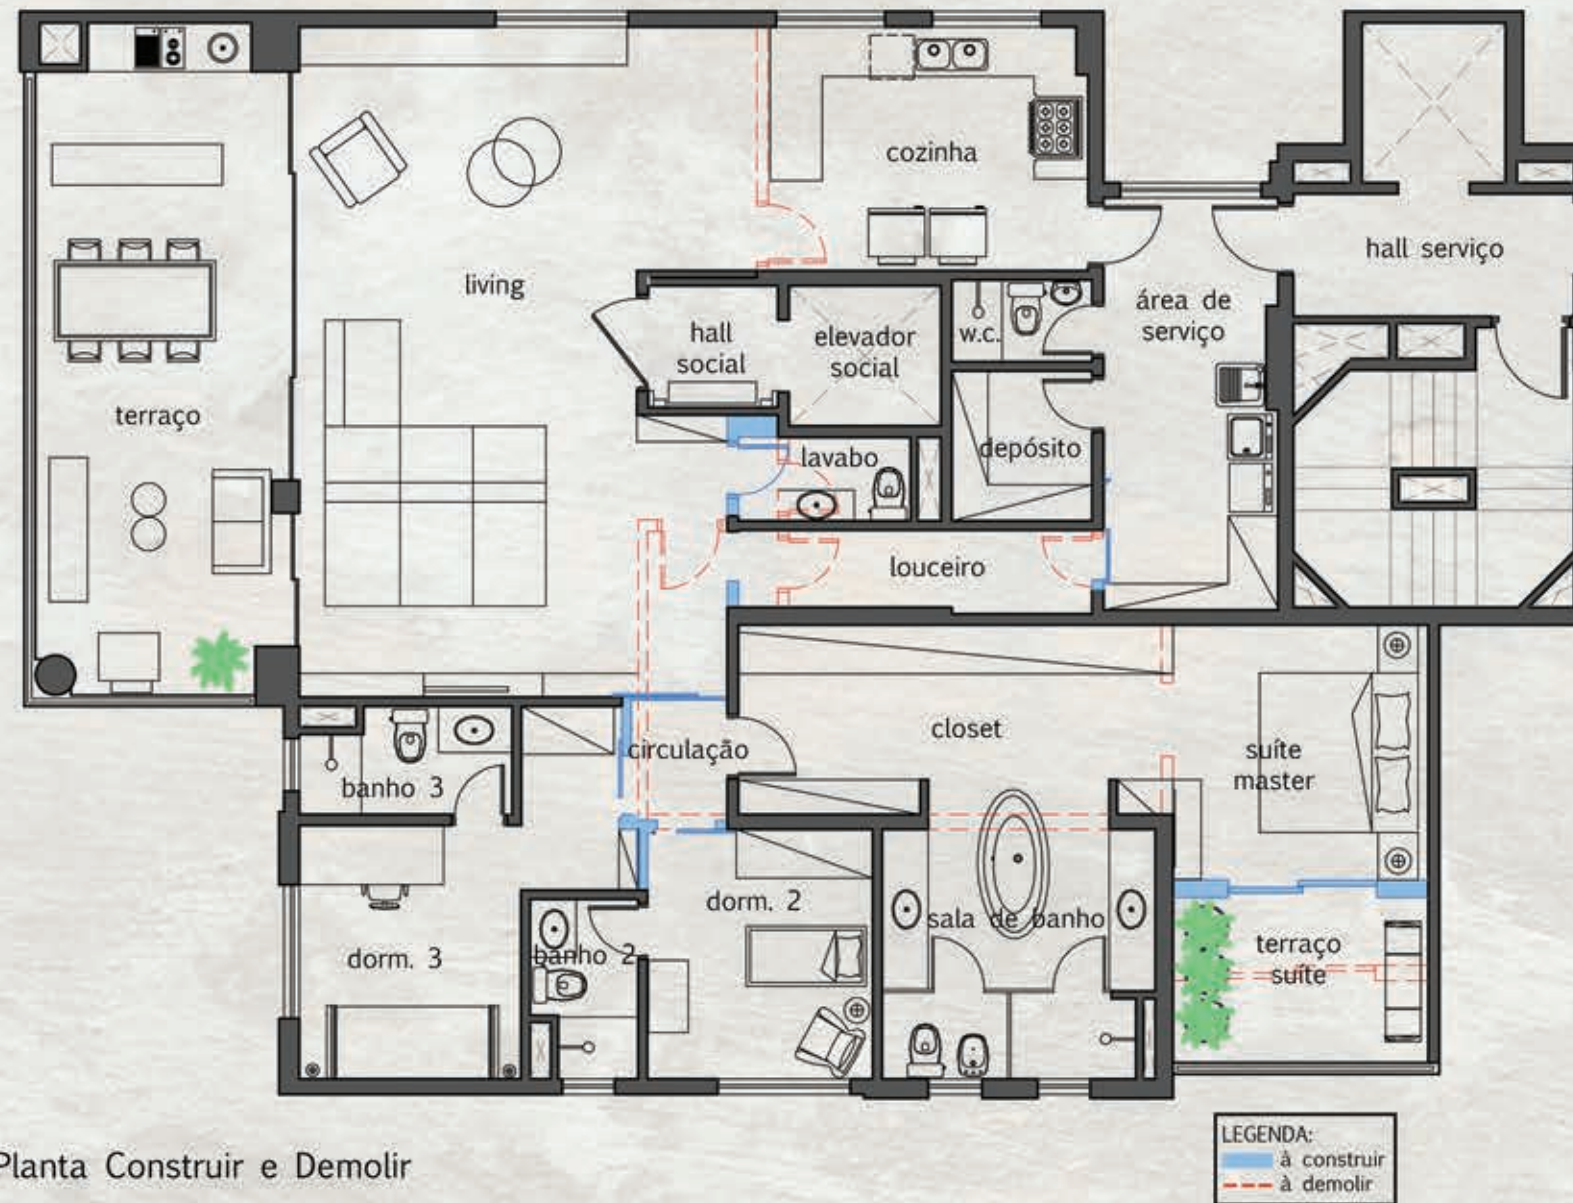 cozinha
hall serviço
living
área de
serviço
hall
social
elevador
social
w.c.
terraço
lavabo
depósito
louceiro
closet
circulação
suíte
master
banho 3
dorm. 2
sala de banho
terraço
suíte
dorm. 3
banho 2
Planta Construir e Demolir
LEGENDA:
à construir
à demolir